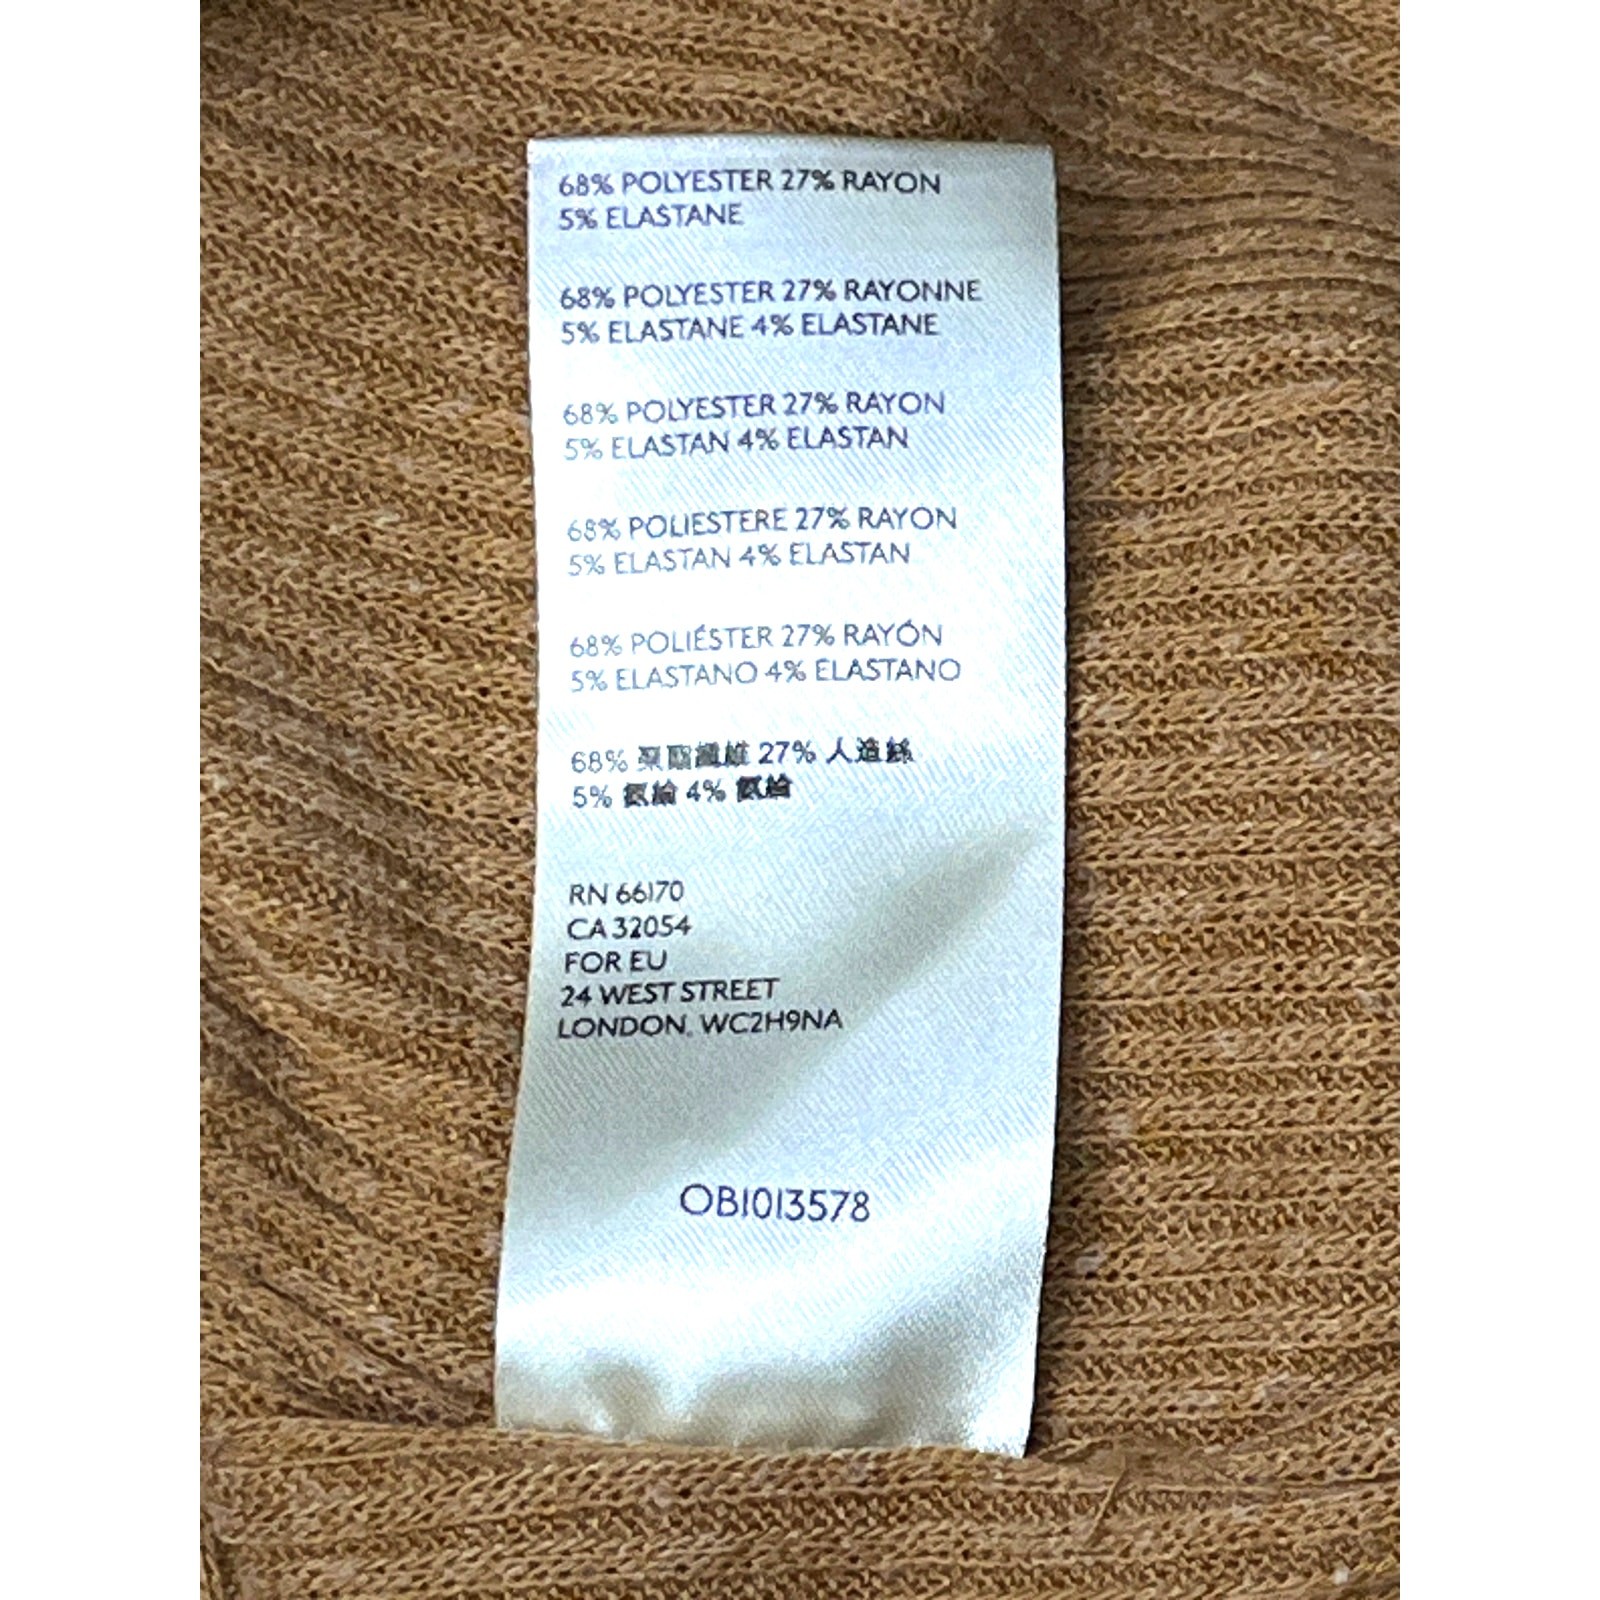 68% POLYESTER 27% RAYON
5% ELASTANE
68% POLYESTER 27% RAYONNE
5% ELASTANE 4% ELASTANE
68% POLYESTER 27% RAYON
5% ELASTAN 4% ELASTAN
68% POLIESTERE 27% RAYON
5% ELASTAN 4% ELASTAN
68% POLIÉSTER 27% RAYÓN
5% ELASTANO 4% ELASTANO
68% 聚酯纖維 27% 人造絲
5% 氨綸 4% 氨綸
RN 66170
CA 32054
FOR EU
24 WEST STREET
LONDON, WC2H9NA
OB1013578